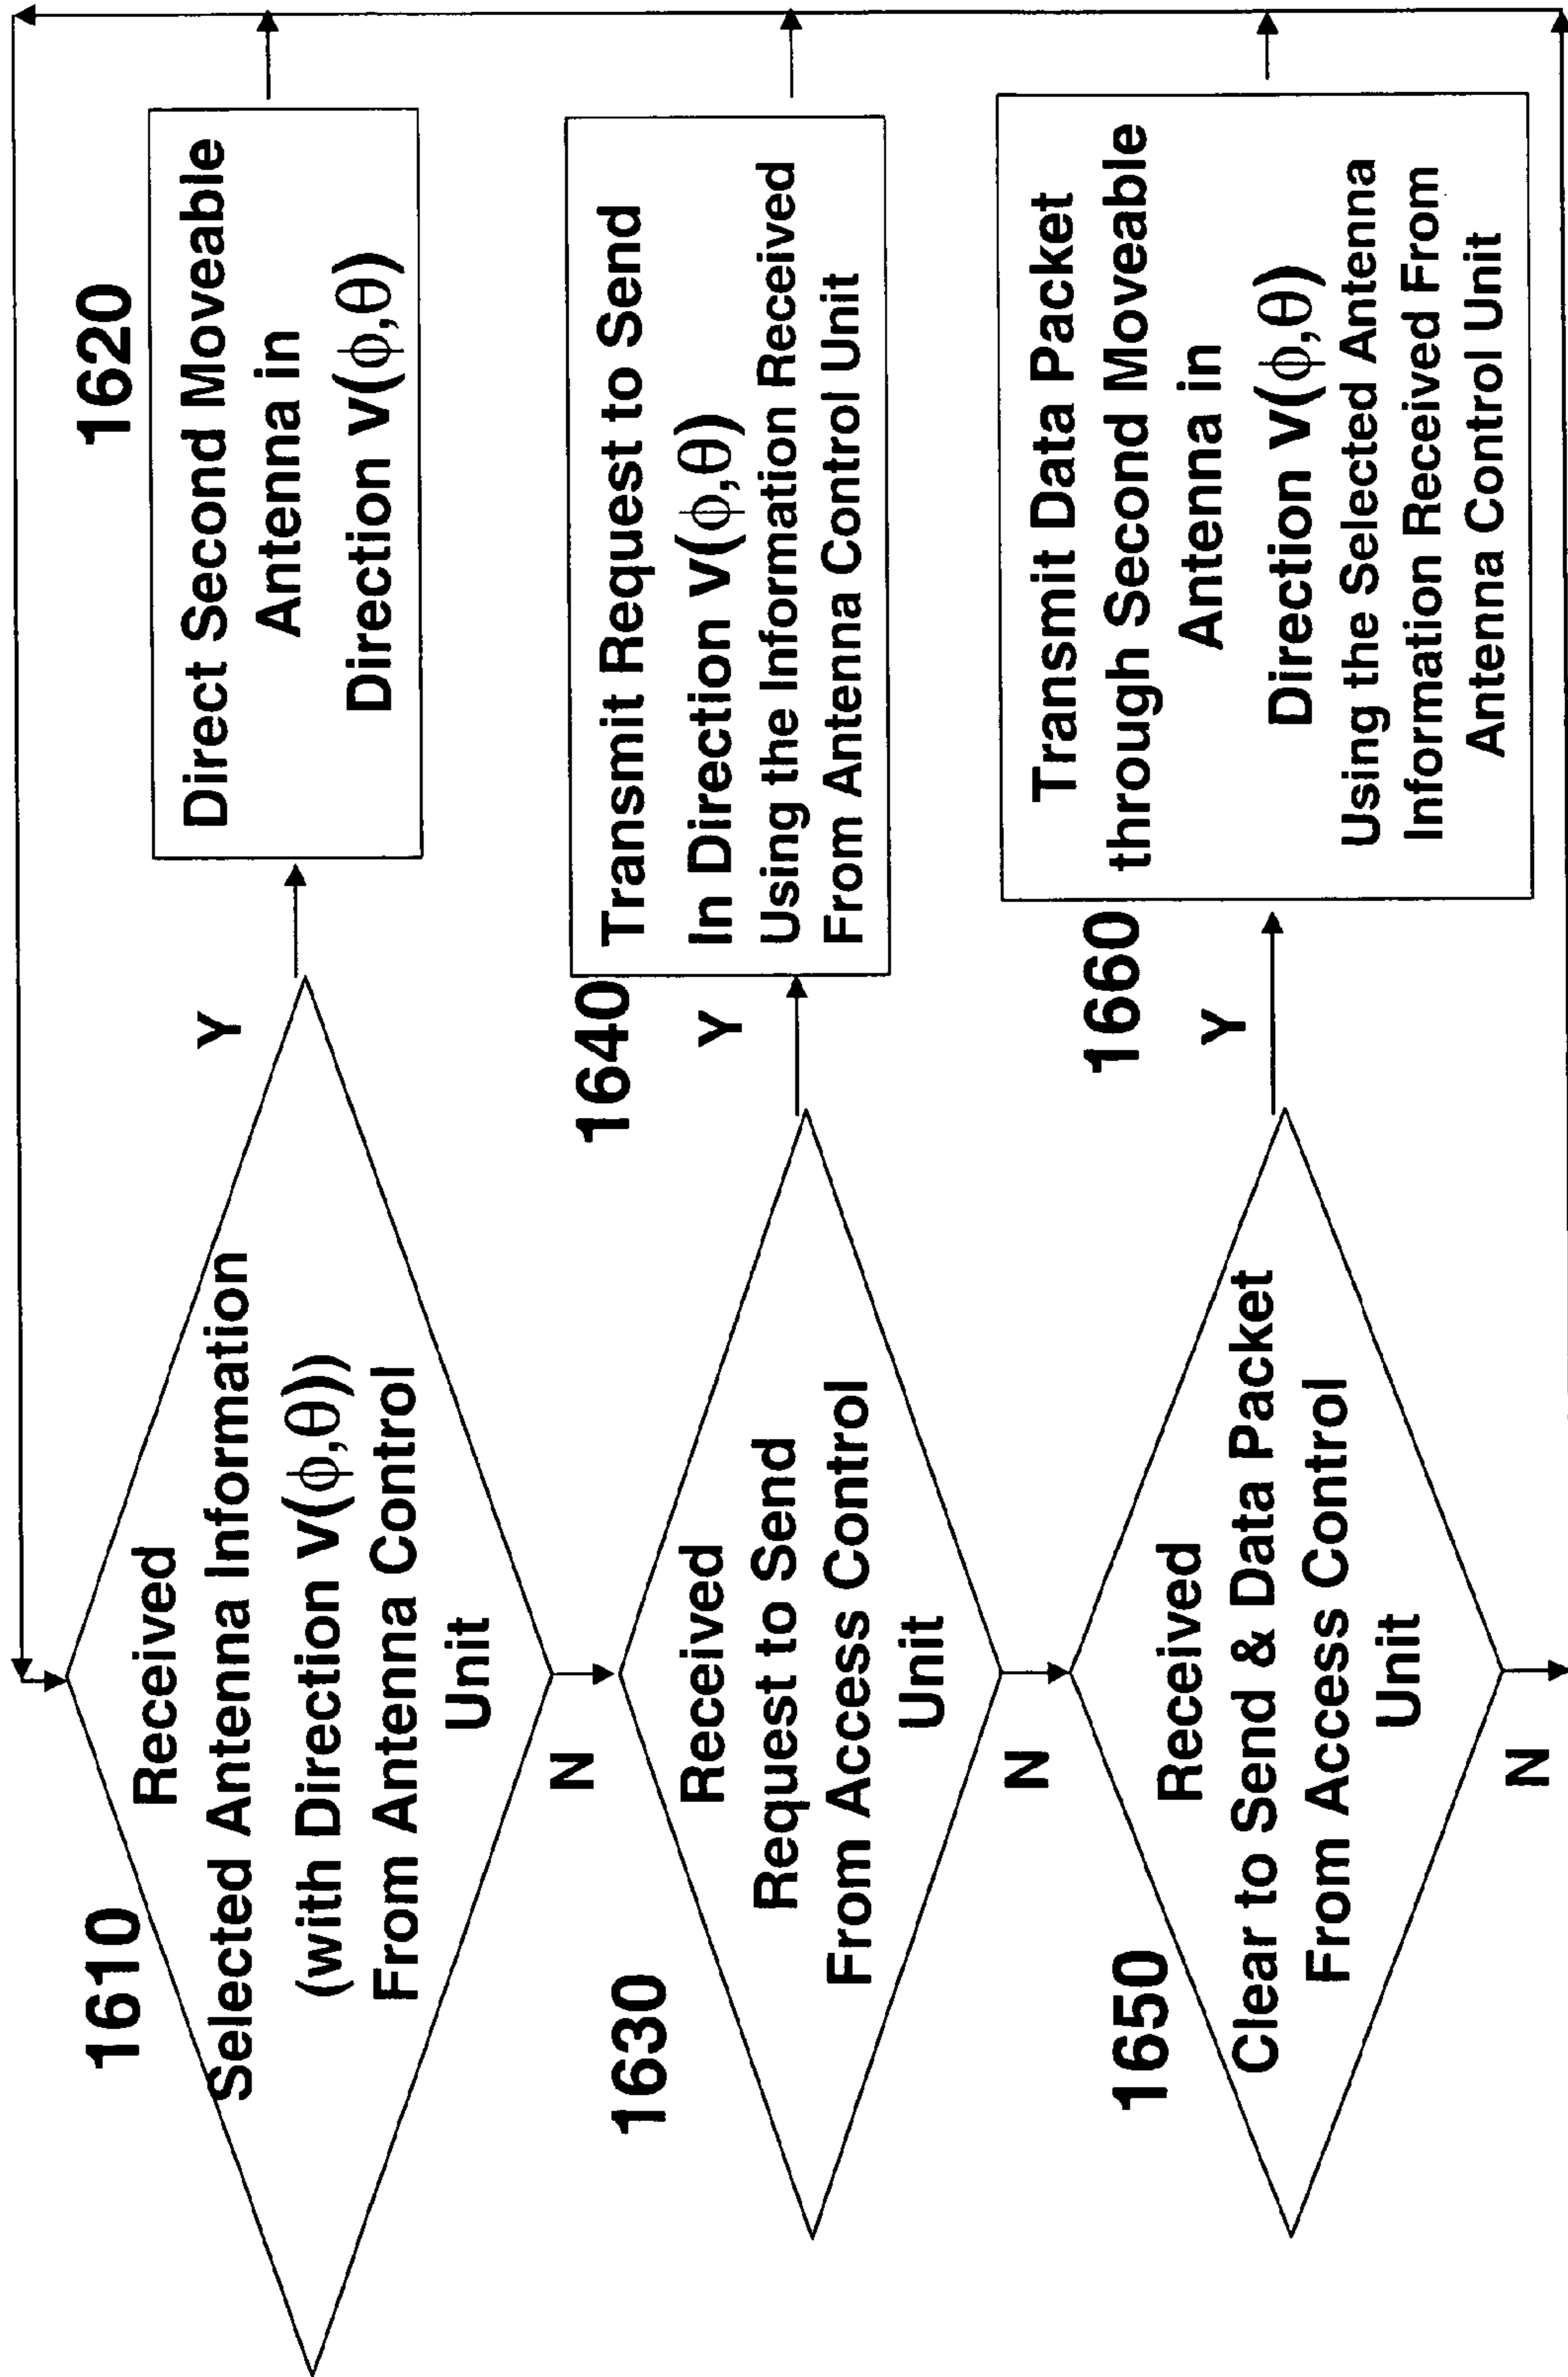 1610
Received
Selected Antenna Information
(with Direction v(ϕ,θ))
From Antenna Control
Unit
Y
N
1620
Direct Second Moveable
Antenna in
Direction v(ϕ,θ)
1630
Received
Request to Send
From Access Control
Unit
Y
N
1640
Transmit Request to Send
In Direction v(ϕ,θ)
Using the Information Received
From Antenna Control Unit
1650
Received
Clear to Send & Data Packet
From Access Control
Unit
Y
N
1660
Transmit Data Packet
through Second Moveable
Antenna in
Direction v(ϕ,θ)
Using the Selected Antenna
Information Received From
Antenna Control Unit